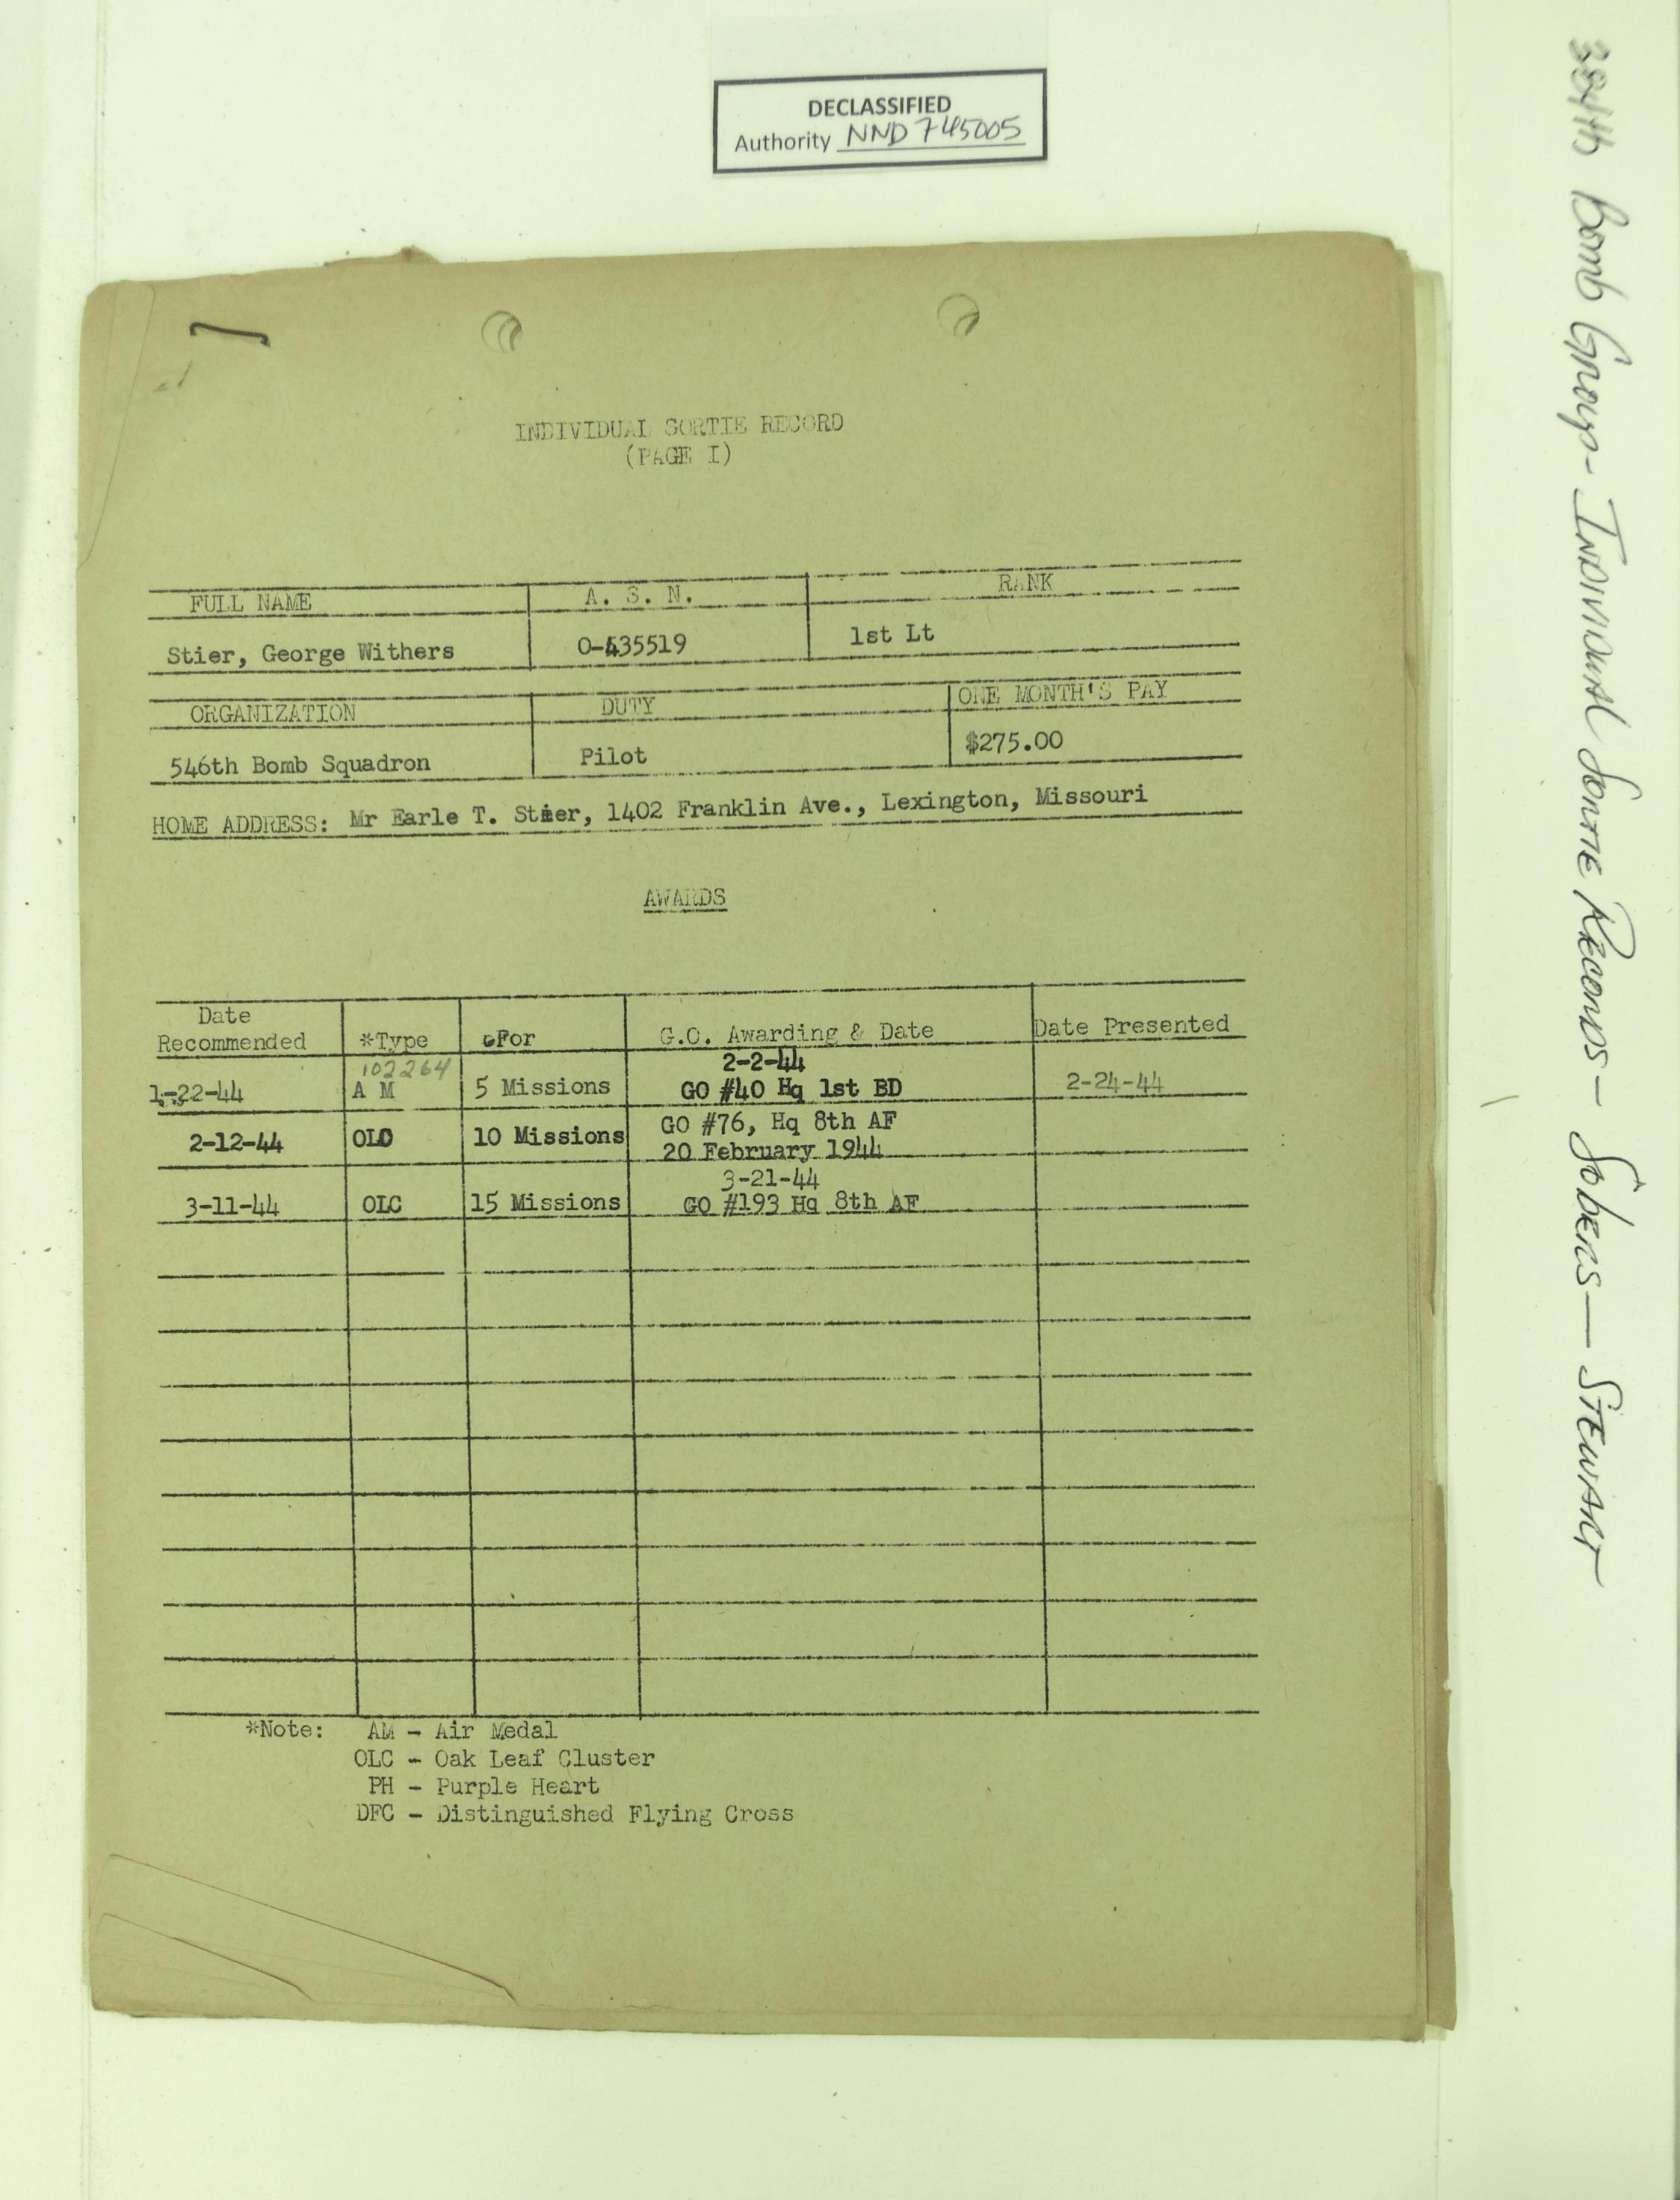 DECLASSIFIED
Authority NND 745005
384th Bomb Group - Individual Sortie Records - Sobers - Stewart
INDIVIDUAL SORTIE RECORD
(PAGE I)
FULL NAME A. S. N. RANK
Stier, George Withers O-435519 1st Lt
ORGANIZATION DUTY ONE MONTH'S PAY
546th Bomb Squadron Pilot $275.00
HOME ADDRESS: Mr Earle T. Stier, 1402 Franklin Ave., Lexington, Missouri
AWARDS
Date
Recommended *Type For G.O. Awarding & Date Date Presented
102264 2-2-44
1-22-44 A M 5 Missions GO #40 Hq 1st BD 2-24-44
GO #76, Hq 8th AF
2-12-44 OLC 10 Missions
20 February 1944
3-21-44
3-11-44 OLC 15 Missions GO #193 Hq 8th AF
*Note: AM - Air Medal
OLC - Oak Leaf Cluster
PH - Purple Heart
DFC - Distinguished Flying Cross